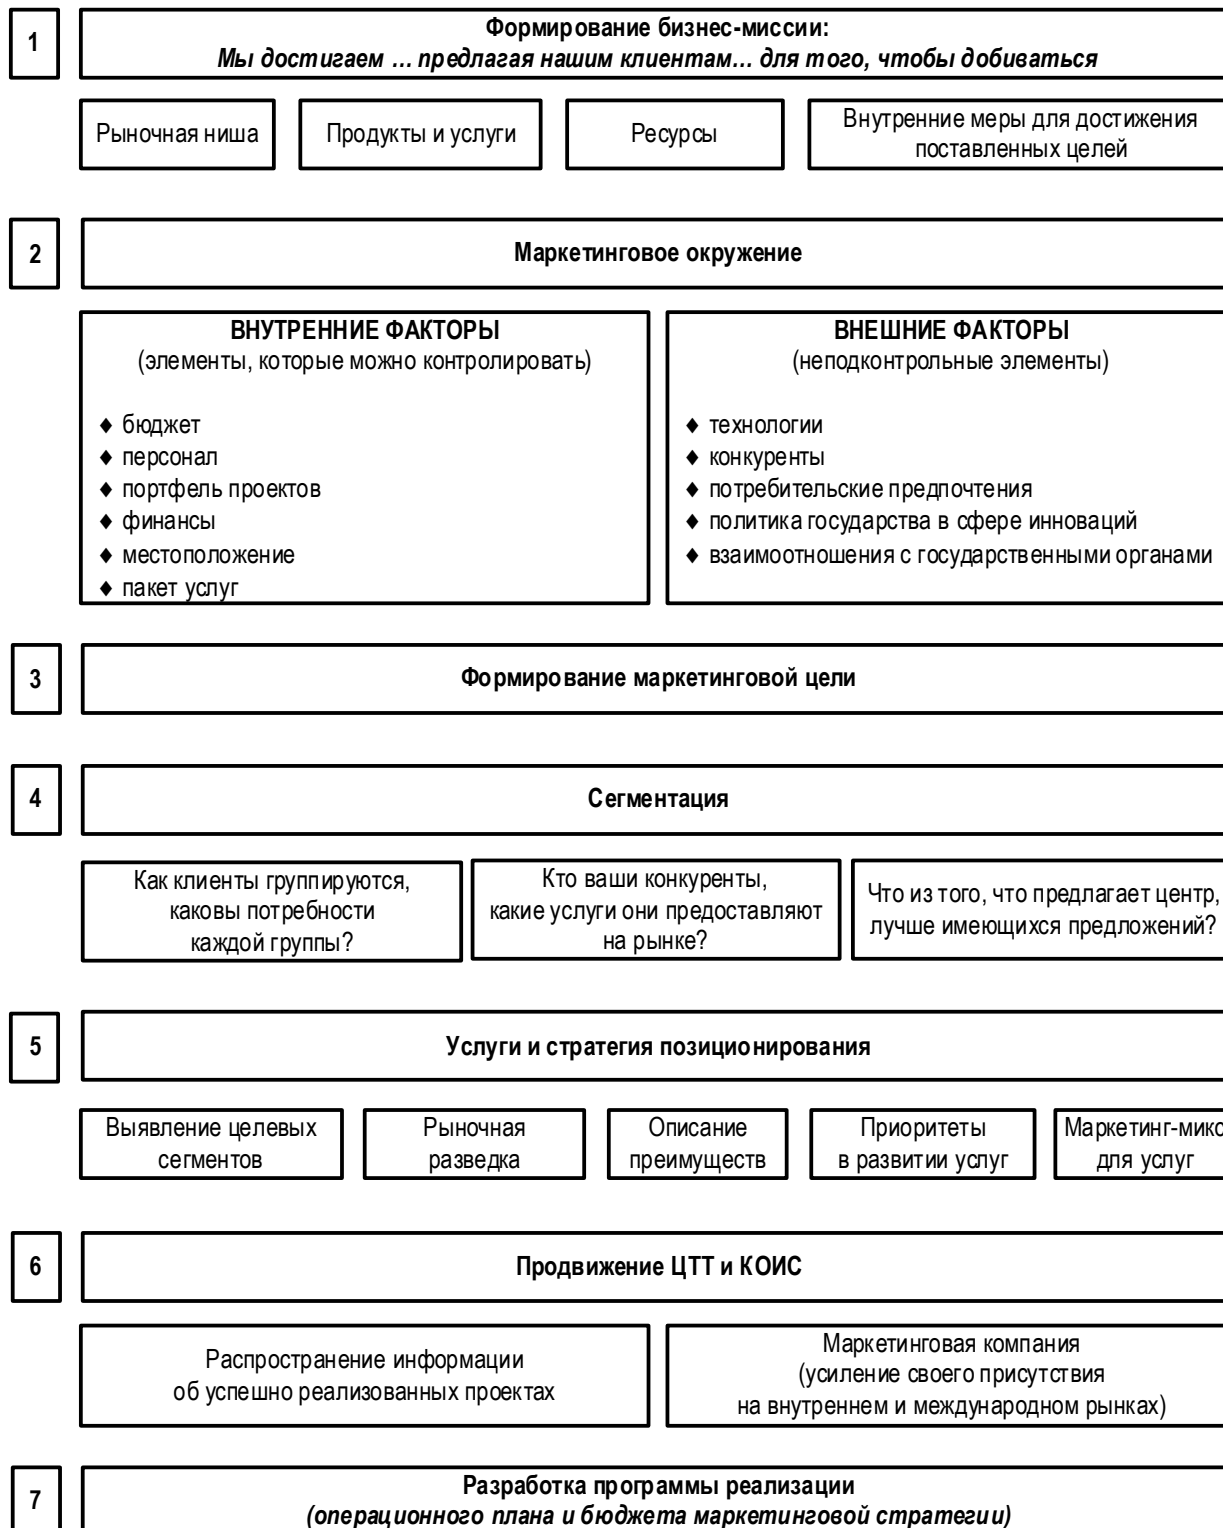 1
Формирование бизнес-миссии:
Мы достигаем … предлагая нашим клиентам… для того, чтобы добиваться
Рыночная ниша
Продукты и услуги
Ресурсы
Внутренние меры для достижения
поставленных целей
2
Маркетинговое окружение
ВНУТРЕННИЕ ФАКТОРЫ
(элементы, которые можно контролировать)
♦ бюджет
♦ персонал
♦ портфель проектов
♦ финансы
♦ местоположение
♦ пакет услуг
ВНЕШНИЕ ФАКТОРЫ
(неподконтрольные элементы)
♦ технологии
♦ конкуренты
♦ потребительские предпочтения
♦ политика государства в сфере инноваций
♦ взаимоотношения с государственными органами
3
Формирование маркетинговой цели
4
Сегментация
Как клиенты группируются,
каковы потребности
каждой группы?
Кто ваши конкуренты,
какие услуги они предоставляют
на рынке?
Что из того, что предлагает центр,
лучше имеющихся предложений?
5
Услуги и стратегия позиционирования
Выявление целевых
сегментов
Рыночная
разведка
Описание
преимуществ
Приоритеты
в развитии услуг
Маркетинг-микс
для услуг
6
Продвижение ЦТТ и КОИС
Распространение информации
об успешно реализованных проектах
Маркетинговая компания
(усиление своего присутствия
на внутреннем и международном рынках)
7
Разработка программы реализации
(операционного плана и бюджета маркетинговой стратегии)